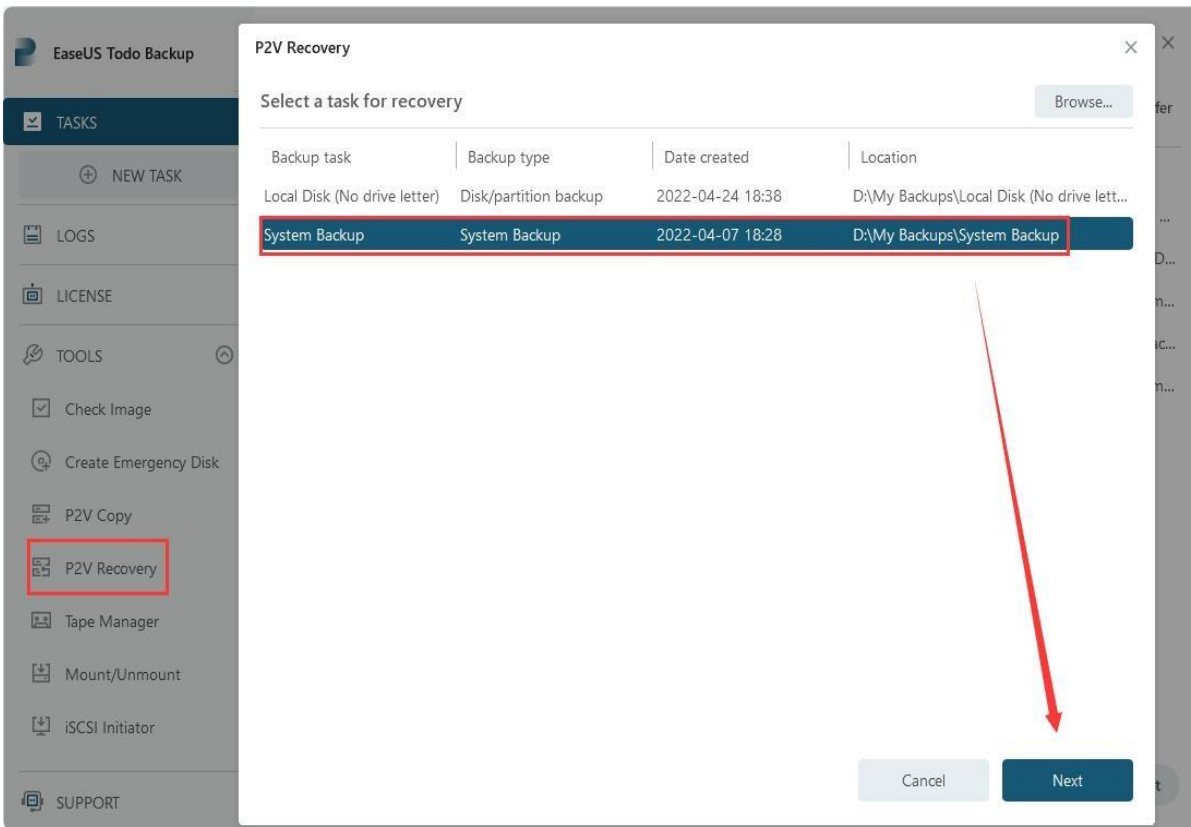 EaseUS Todo Backup
TASKS
NEW TASK
LOGS
LICENSE
TOOLS
Check Image
Create Emergency Disk
P2V Copy
P2V Recovery
Tape Manager
Mount/Unmount
iSCSI Initiator
SUPPORT
P2V Recovery
Select a task for recovery
Browse...
Backup task Backup type Date created Location
Local Disk (No drive letter) Disk/partition backup 2022-04-24 18:38 D:\My Backups\Local Disk (No drive lett...
System Backup System Backup 2022-04-07 18:28 D:\My Backups\System Backup
Cancel Next